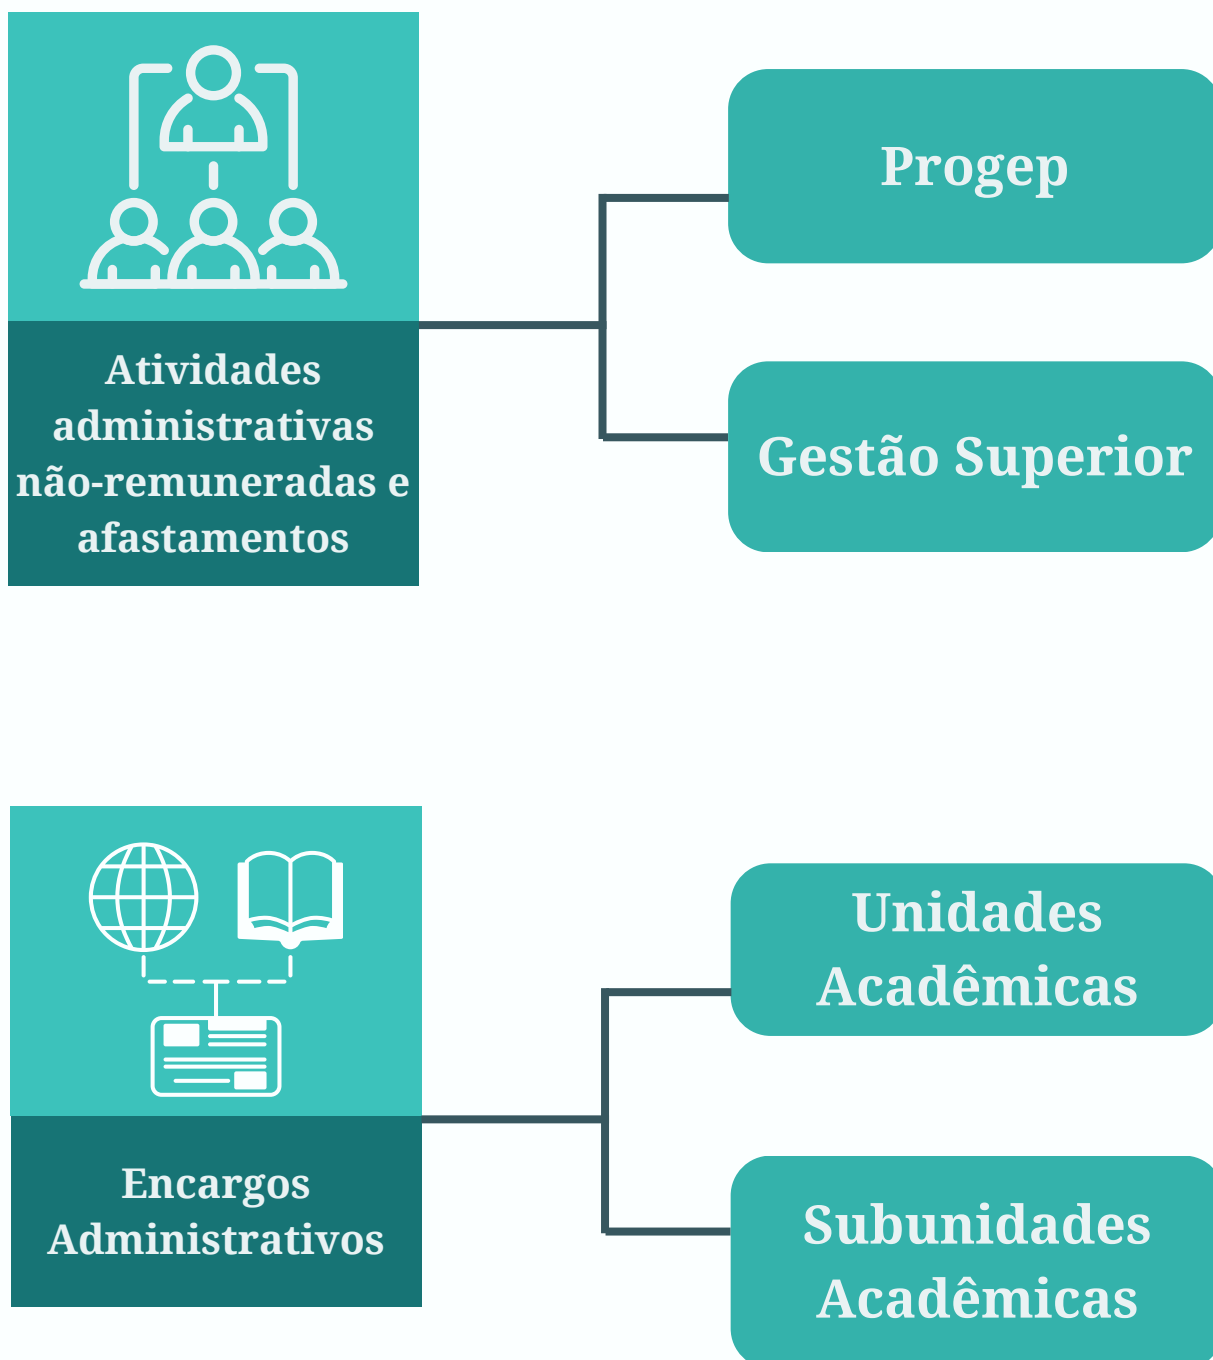 Atividades
administrativas
não-remuneradas e
afastamentos
Progep
Gestão Superior
Encargos
Administrativos
Unidades
Acadêmicas
Subunidades
Acadêmicas